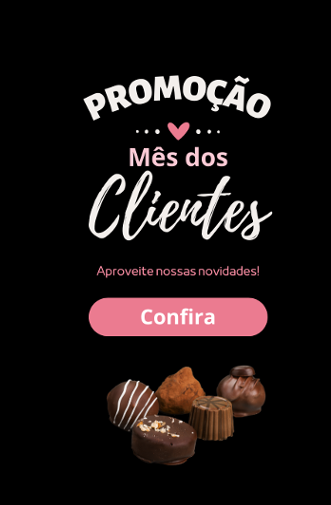 PROMOÇÃO
Mês dos
Clientes
Aproveite nossas novidades!
Confira